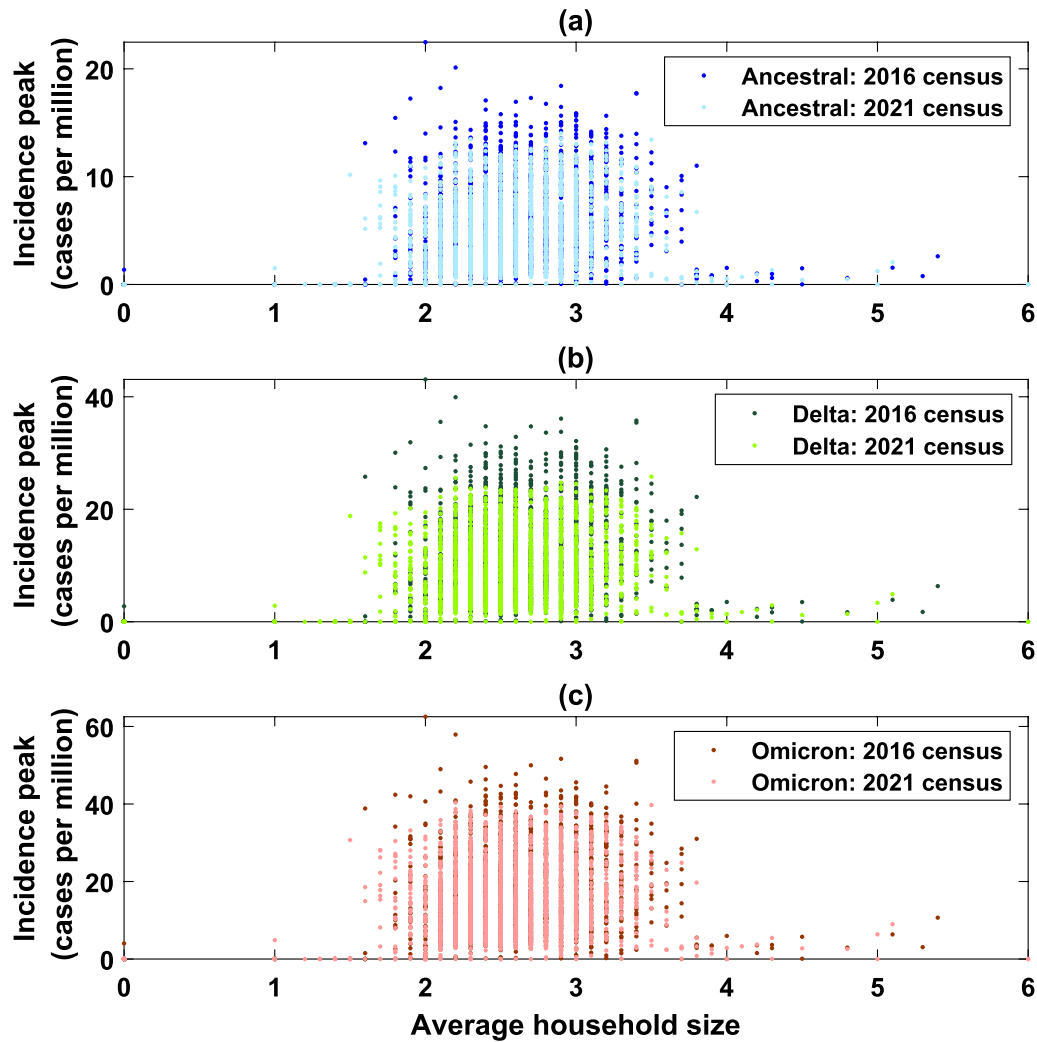 (a)
Incidence peak
(cases per million)
20
10
0
Ancestral: 2016 census
Ancestral: 2021 census
0 1 2 3 4 5 6
(b)
Incidence peak
(cases per million)
40
20
0
Delta: 2016 census
Delta: 2021 census
0 1 2 3 4 5 6
(c)
Incidence peak
(cases per million)
60
40
20
0
Omicron: 2016 census
Omicron: 2021 census
0 1 2 3 4 5 6
Average household size